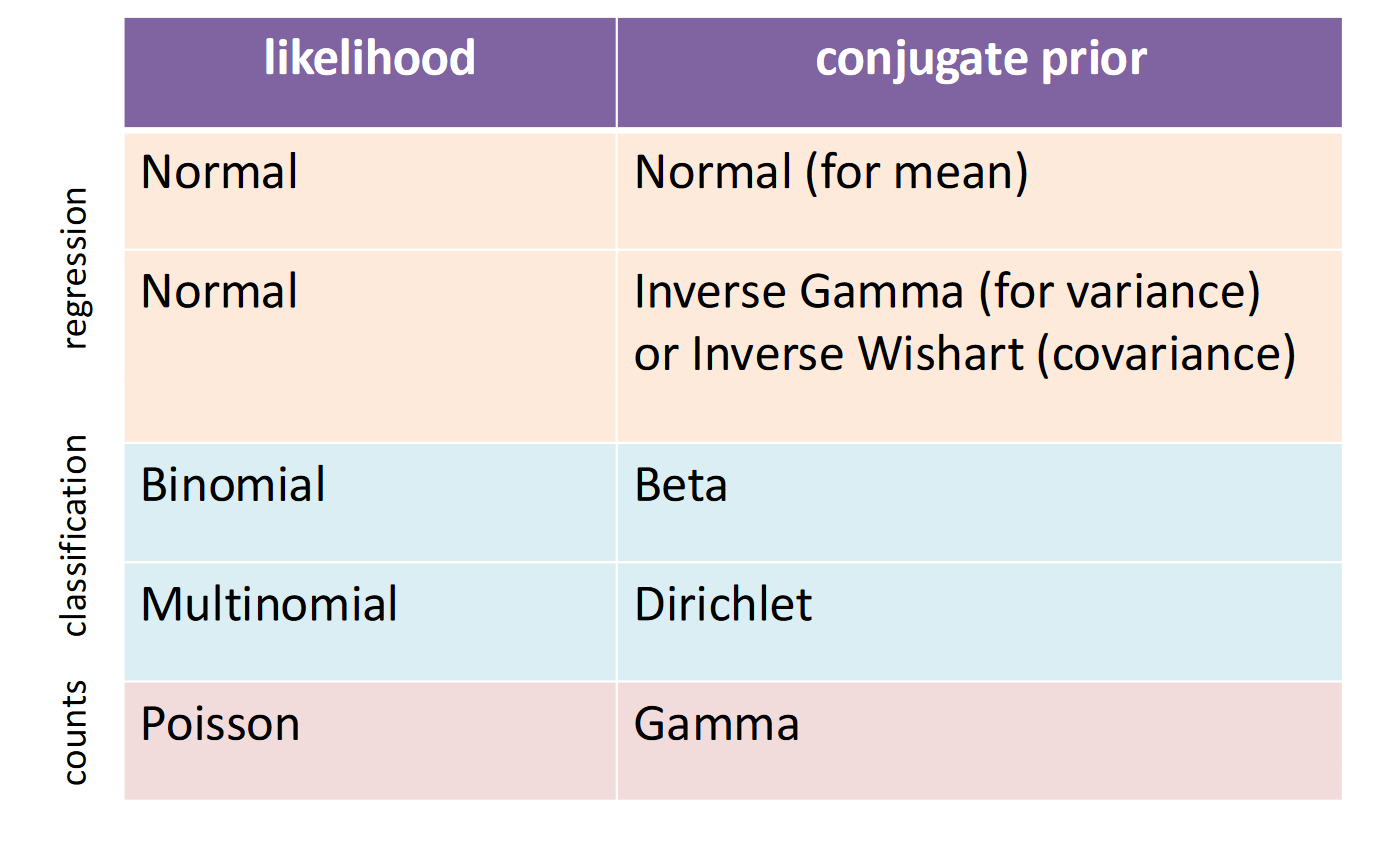 likelihood
conjugate prior
regression
Normal
Normal (for mean)
Normal
Inverse Gamma (for variance)
or Inverse Wishart (covariance)
classification
Binomial
Beta
Multinomial
Dirichlet
counts
Poisson
Gamma